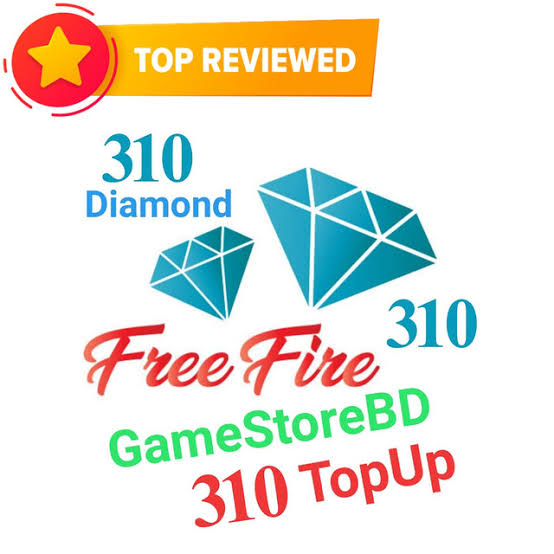 TOP REVIEWED
310
Diamond
310
Free Fire
GameStoreBD
310 TopUp